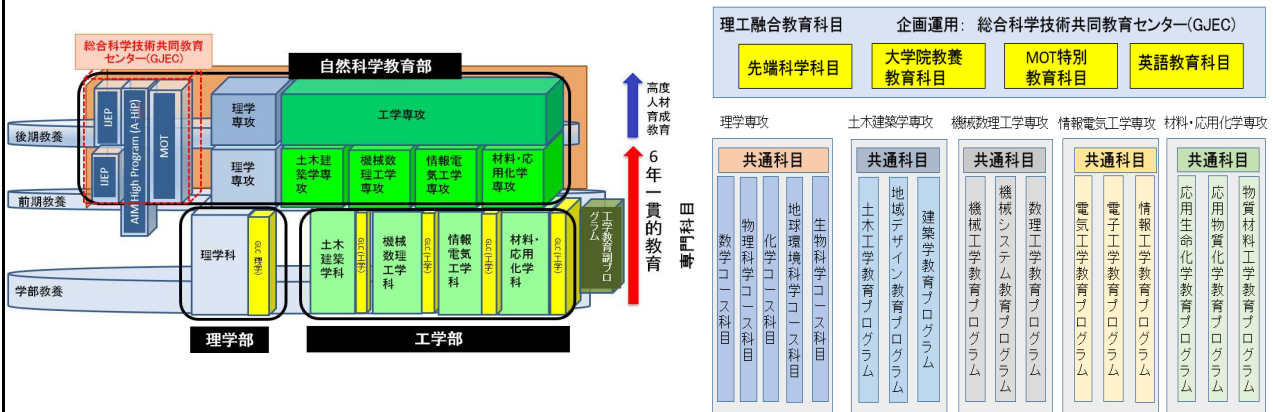 総合科学技術共同教育
センター(GJEC)
自然科学教育部
IJEP
AIM High Program (A-HiP)
MOT
IJEP
理学
専攻
工学専攻
理学
専攻
土木建
築学専
攻
機械数
理工学
専攻
情報電
気工学
専攻
材料・応
用化学
専攻
後期教養
前期教養
学部教養
理学科
GLC(理学)
土木
建築
学科
GLC(工学)
機械
数理
工学
科
GLC(工学)
情報
電気
工学
科
GLC(工学)
材料・
応用
化学
科
GLC(工学)
工学教育副プロ
グラム
理学部
工学部
高度
人材
育成
教育
6年一貫的教育
専門科目
理工融合教育科目
企画運用: 総合科学技術共同教育センター(GJEC)
先端科学科目
大学院教養
教育科目
MOT特別
教育科目
英語教育科目
理学専攻
土木建築学専攻
機械数理工学専攻
情報電気工学専攻
材料・応用化学専攻
共通科目
数学コース科目
物理科学コース科目
化学コース科目
地球環境科学コース科目
生物科学コース科目
共通科目
土木工学教育プログラム
地域デザイン教育プログラム
建築学教育プログラム
共通科目
機械工学教育プログラム
機械システム教育プログラム
数理工学教育プログラム
共通科目
電気工学教育プログラム
電子工学教育プログラム
情報工学教育プログラム
共通科目
応用生命化学教育プログラム
応用物質化学教育プログラム
物質材料工学教育プログラム